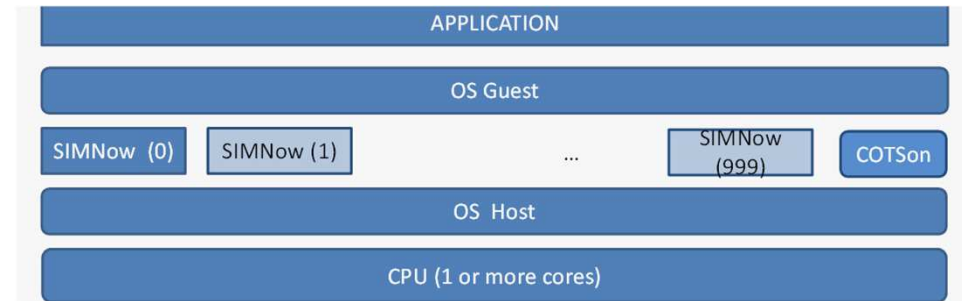 APPLICATION
OS Guest
SIMNow (0) SIMNow (1) ... SIMNow
(999) COTSon
OS Host
CPU (1 or more cores)